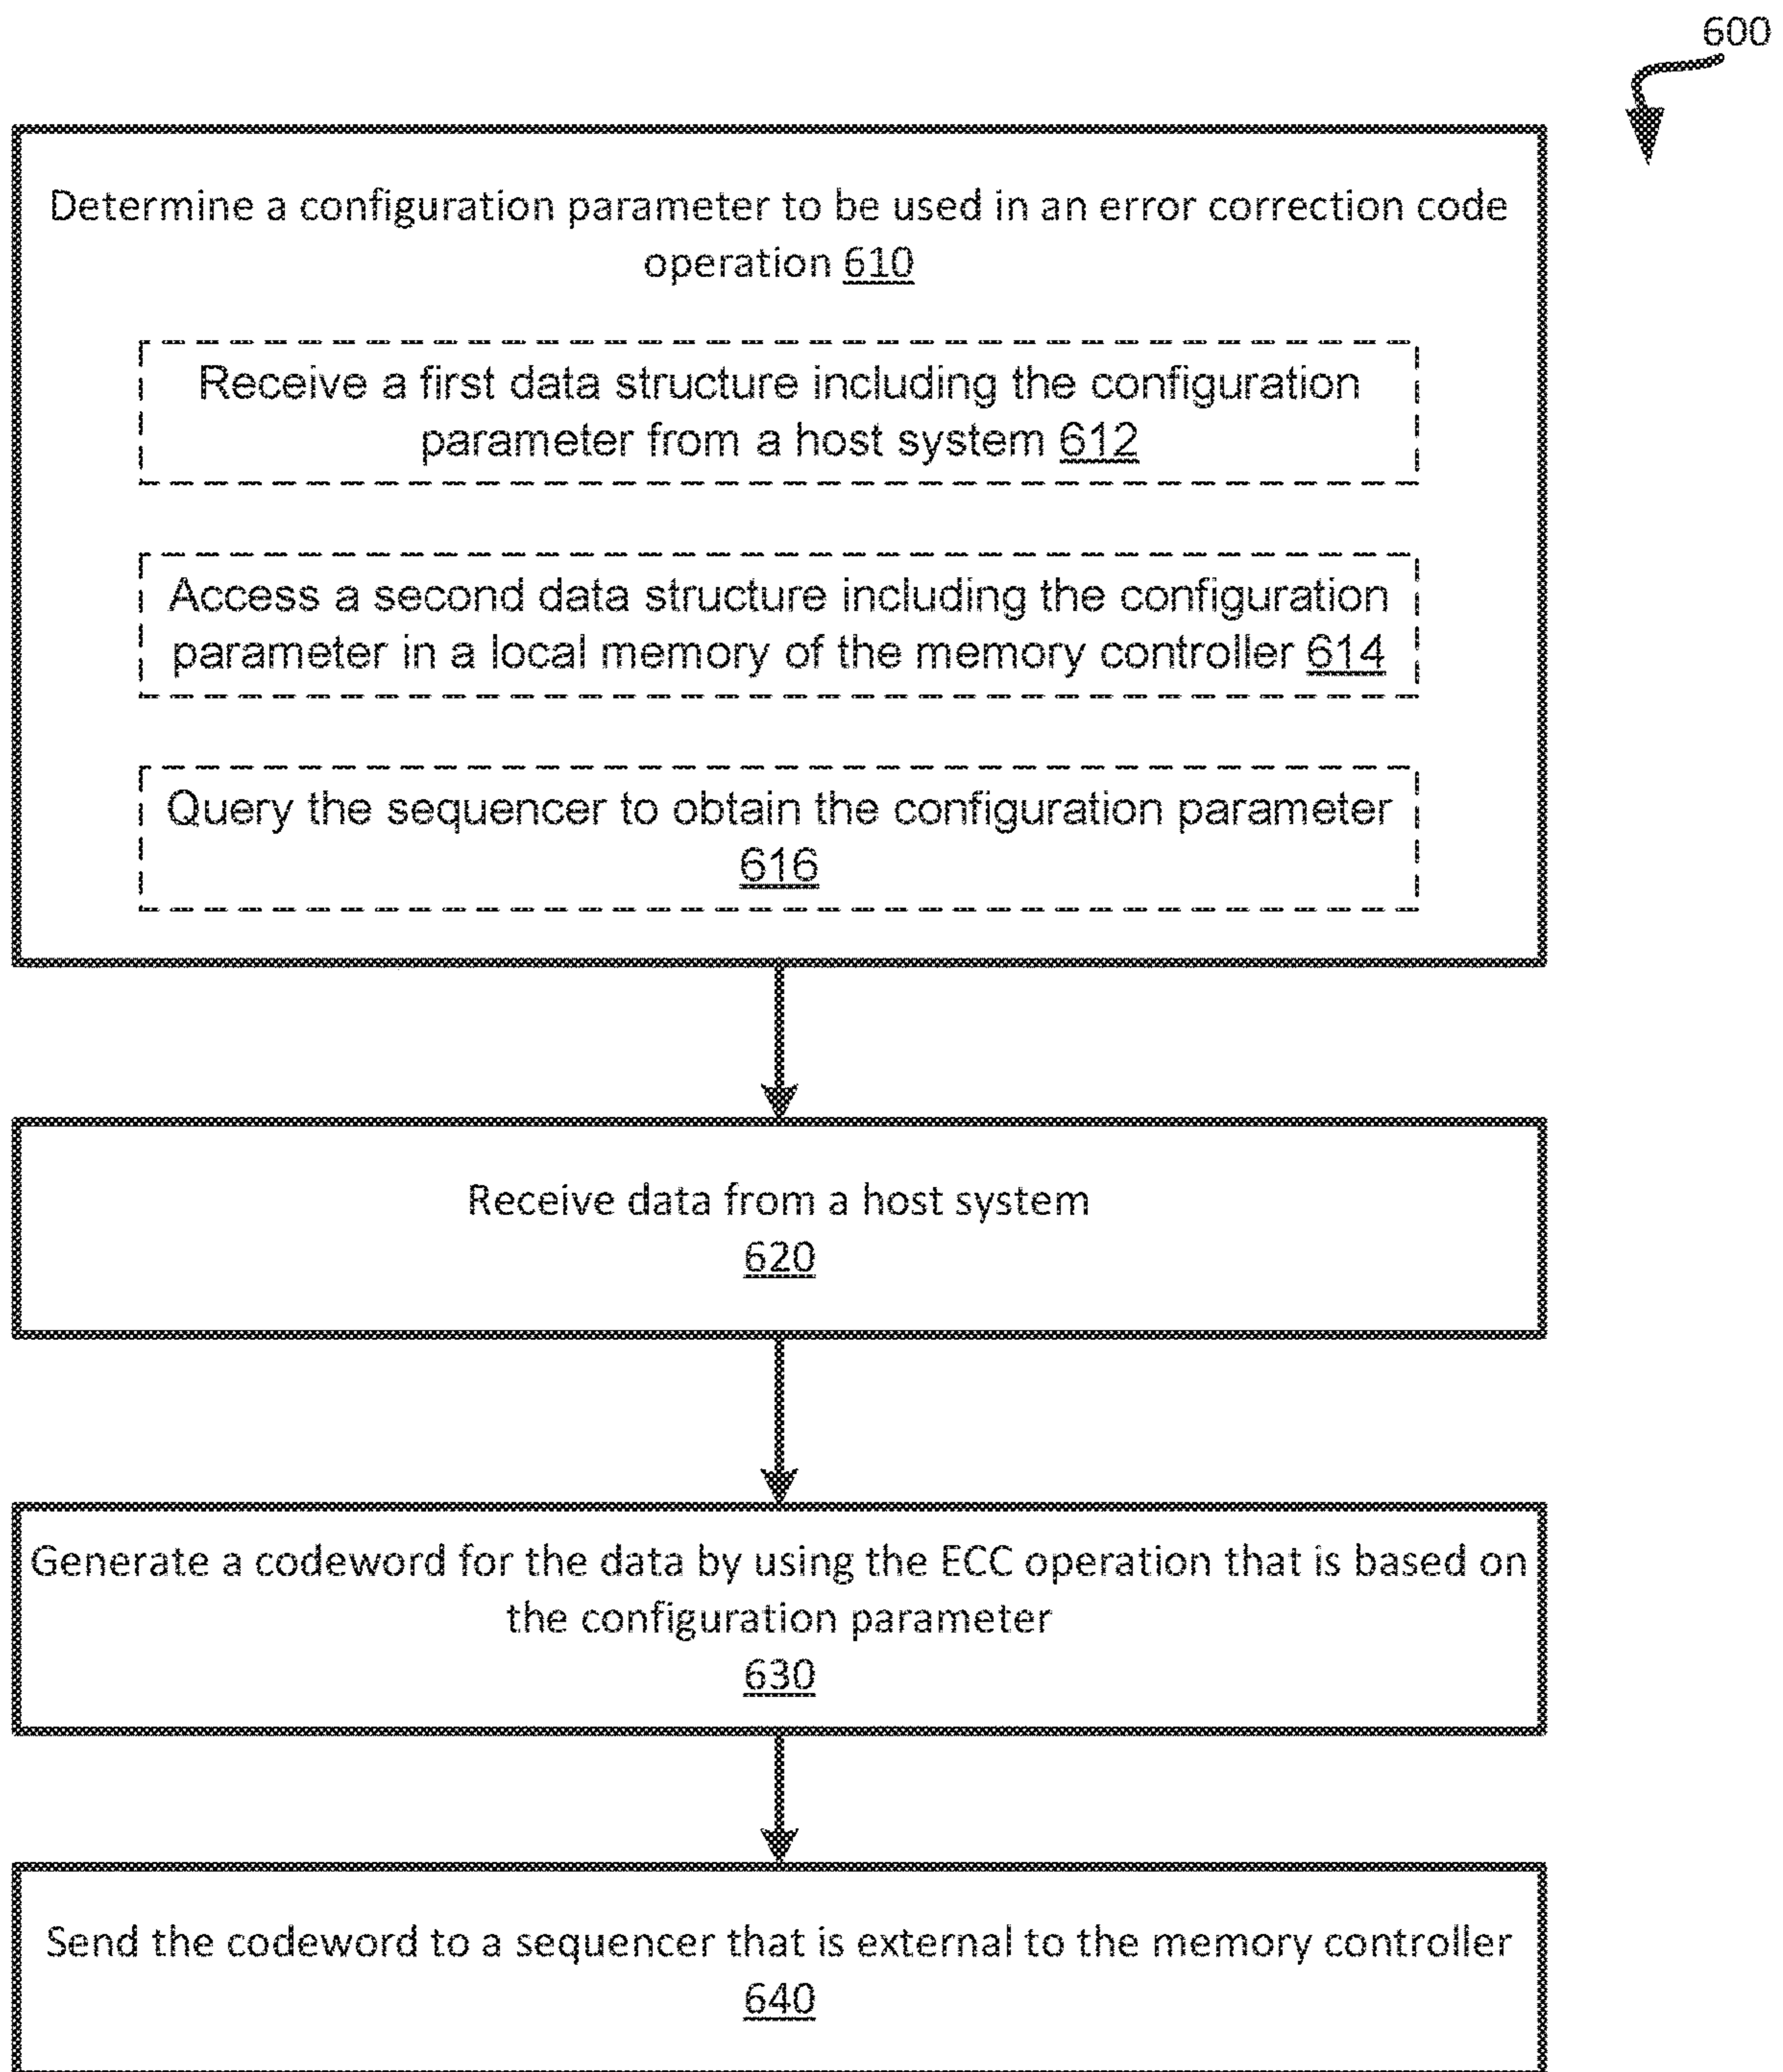 600
Determine a configuration parameter to be used in an error correction code
operation 610
Receive a first data structure including the configuration
parameter from a host system 612
Access a second data structure including the configuration
parameter in a local memory of the memory controller 614
Query the sequencer to obtain the configuration parameter
616
Receive data from a host system
620
Generate a codeword for the data by using the ECC operation that is based on
the configuration parameter
630
Send the codeword to a sequencer that is external to the memory controller
640